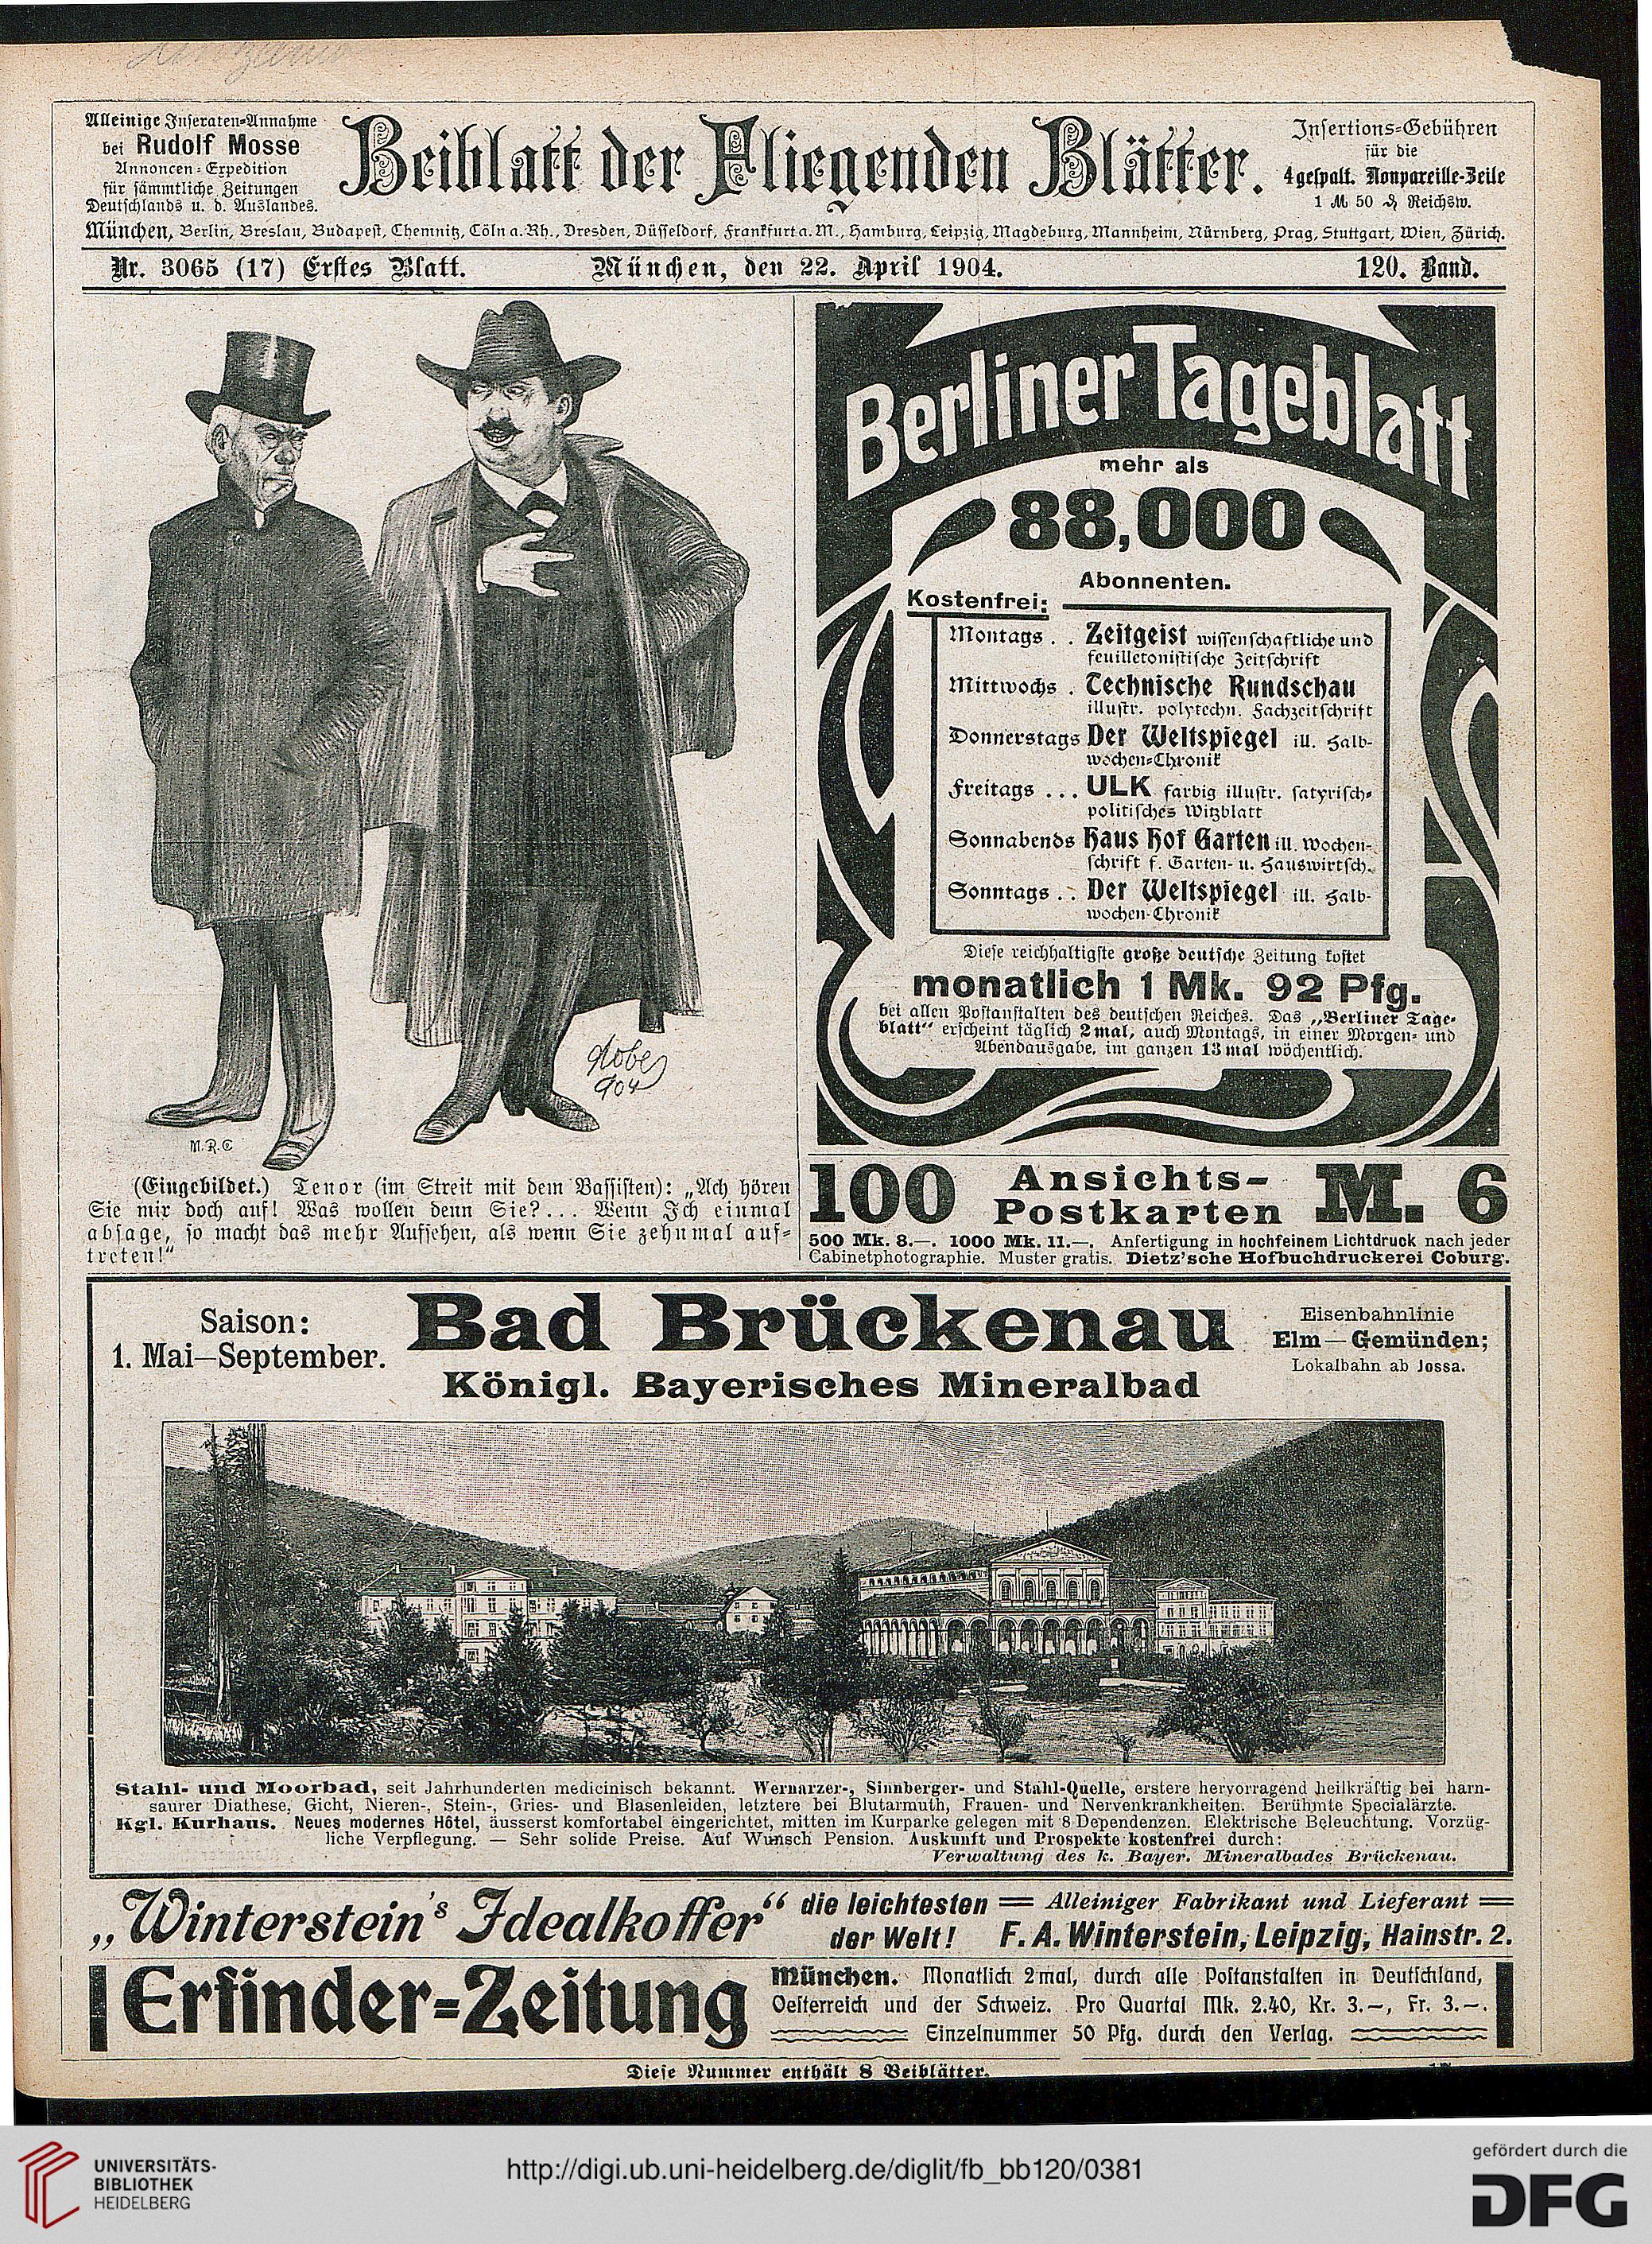 Alleinige Inseraten-Annahme
bei Rudolf Mosse
Annoncen-Expedition
für sämmtliche Zeitungen
Deutschlands u. d. Auslandes.
Beiblatt der Fliegenden Blätter.
Insertions-Gebühren
für die
4gespalt. Nonpareille-Zeile
1 M 50 ₰ Reichsw.
München, Berlin, Breslau, Budapest, Chemnitz, Cöln a. Rh., Dresden, Düsseldorf, Frankfurt a. M., Hamburg, Leipzig, Magdeburg, Mannheim, Nürnberg, Prag, Stuttgart, Wien, Zürich.
Nr. 3065 (17) Erstes Blatt. München, den 22. April 1904. 120. Band.
904
M.R.C
(Eingebildet.) Tenor (im Streit mit dem Bassisten): „Ach hören
Sie mir doch auf! Was wollen denn Sie?... Wenn Ich einmal
absage, so macht das mehr Aufsehen, als wenn Sie zehnmal auf-
treten!“
Berliner Tageblatt
mehr als
88,000
Abonnenten.
Kostenfrei:
Montags . . Zeitgeist wissenschaftliche und
feuilletonistische Zeitschrift
Mittwochs . Technische Rundschau
illustr. polytechn. Fachzeitschrift
Donnerstags Der Weltspiegel ill. Halb-
wochen-Chronik
Freitags ... ULK farbig illustr. satyrisch-
politisches Witzblatt
Sonnabends Haus Hof Garten ill. Wochen-
schrift f. Garten- u. Hauswirtsch.
Sonntags . . Der Weltspiegel ill. Halb-
wochen-Chronik
Diese reichhaltigste große deutsche Zeitung kostet
monatlich 1 Mk. 92 Pfg.
bei allen Postanstalten des deutschen Reiches. Das „Berliner Tage-
blatt“ erscheint täglich 2mal, auch Montags, in einer Morgen- und
Abendausgabe, im ganzen 13mal wöchentlich.
100 Ansichts-
Postkarten M. 6
500 Mk. 8.—. 1000 Mk. 11.—. Anfertigung in hochfeinem Lichtdruck nach jeder
Cabinetphotographie. Muster gratis. Dietz'sche Hofbuchdruckerei Coburg.
Saison:
1. Mai—September.
Bad Brückenau
Königl. Bayerisches Mineralbad
Eisenbahnlinie
Elm—Gemünden;
Lokalbahn ab Jossa.
Stahl- und Moorbad, seit Jahrhunderten medicinisch bekannt. Wernarzer-, Sinnberger- und Stahl-Quelle, erstere hervorragend heilkräftig bei harn-
saurer Diathese, Gicht, Nieren-, Stein-, Gries- und Blasenleiden, letztere bei Blutarmuth, Frauen- und Nervenkrankheiten. Berühmte Specialärzte.
Kgl. Kurhaus. Neues modernes Hôtel, äusserst komfortabel eingerichtet, mitten im Kurparke gelegen mit 8 Dependenzen. Elektrische Beleuchtung. Vorzüg-
liche Verpflegung. — Sehr solide Preise. Auf Wunsch Pension. Auskunft und Prospekte kostenfrei durch:
Verwaltung des k. Bayer. Mineralbades Brückenau.
„Winterstein's Idealkoffer“ die leichtesten
der Welt!
Alleiniger Fabrikant und Lieferant
F. A. Winterstein, Leipzig, Hainstr. 2.
Erfinder-Zeitung
München. Monatlich 2mal, durch alle Postanstalten in Deutschland,
Oesterreich und der Schweiz. Pro Quartal Mk. 2.40, Kr. 3.—, Fr. 3.—.
Einzelnummer 50 Pfg. durch den Verlag.
Diese Nummer enthält 8 Beiblätter.
UNIVERSITÄTS-
BIBLIOTHEK
HEIDELBERG
http://digi.ub.uni-heidelberg.de/diglit/fb_bb120/0381
gefördert durch die
DFG